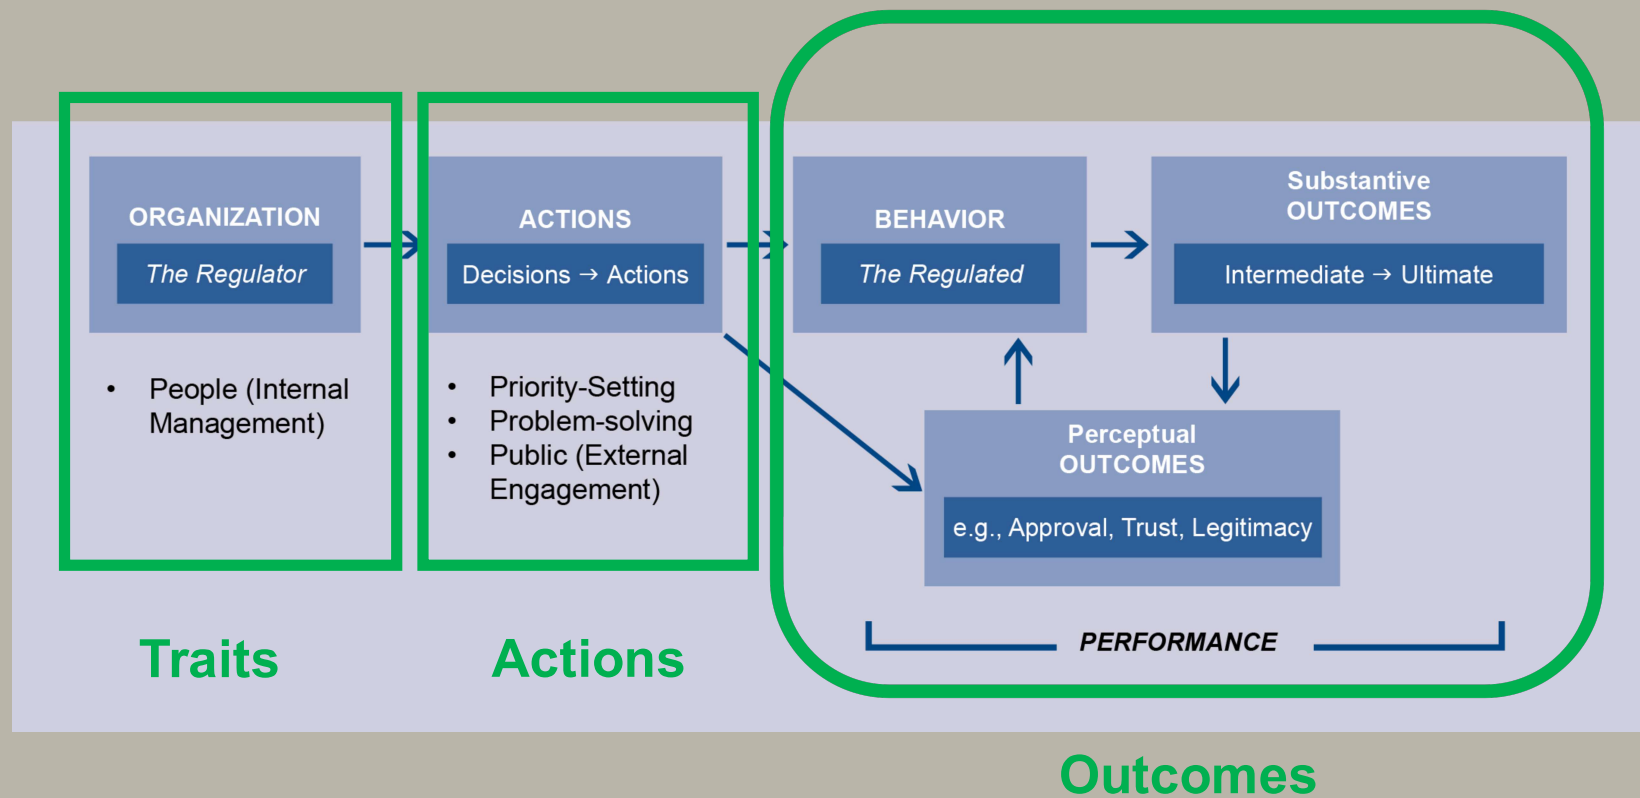 ORGANIZATION
The Regulator
• People (Internal
Management)
Traits
ACTIONS
Decisions → Actions
• Priority-Setting
• Problem-solving
• Public (External
Engagement)
Actions
BEHAVIOR
The Regulated
Substantive
OUTCOMES
Intermediate → Ultimate
Perceptual
OUTCOMES
e.g., Approval, Trust, Legitimacy
PERFORMANCE
Outcomes